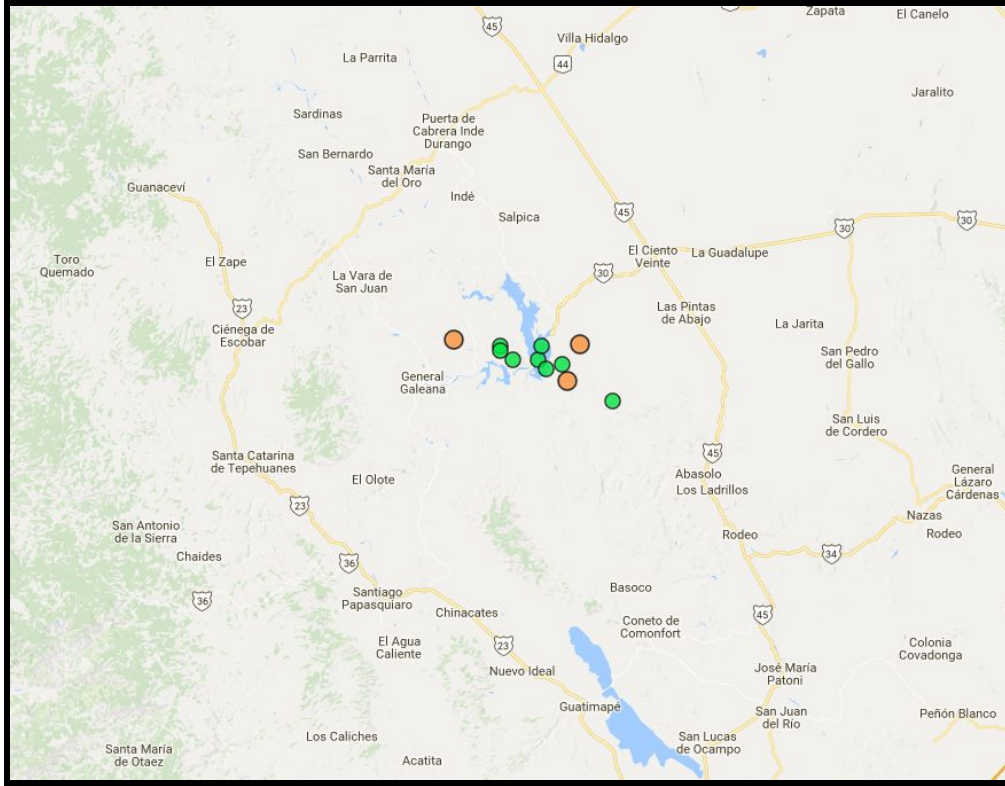 Zapata
El Canelo
45
Villa Hidalgo
La Parrita
44
Jaralito
Sardinas
Puerta de
Cabrera Inde
Durango
San Bernardo
Santa María
del Oro
Guanaceví
Indé
Salpica
45
30
30
El Ciento
Veinte
La Guadalupe
Toro
Quemado
El Zape
La Vara de
San Juan
30
23
Las Pintas
de Abajo
Ciénega de
Escobar
La Jarita
San Pedro
del Gallo
General
Galeana
San Luis
de Cordero
Santa Catarina
de Tepehuanes
45
El Olote
Abasolo
Los Ladrillos
General
Lázaro
Cárdenas
23
Nazas
San Antonio
de la Sierra
Rodeo
Rodeo
Chaides
34
36
Santiago
Papasquiaro
Basoco
36
Chinacates
45
Coneto de
Comonfort
El Agua
Caliente
23
Colonia
Covadonga
Nuevo Ideal
José María
Patoni
Guatimapé
San Juan
del Río
Peñón Blanco
Los Caliches
San Lucas
de Ocampo
Santa María
de Otaez
Acatita